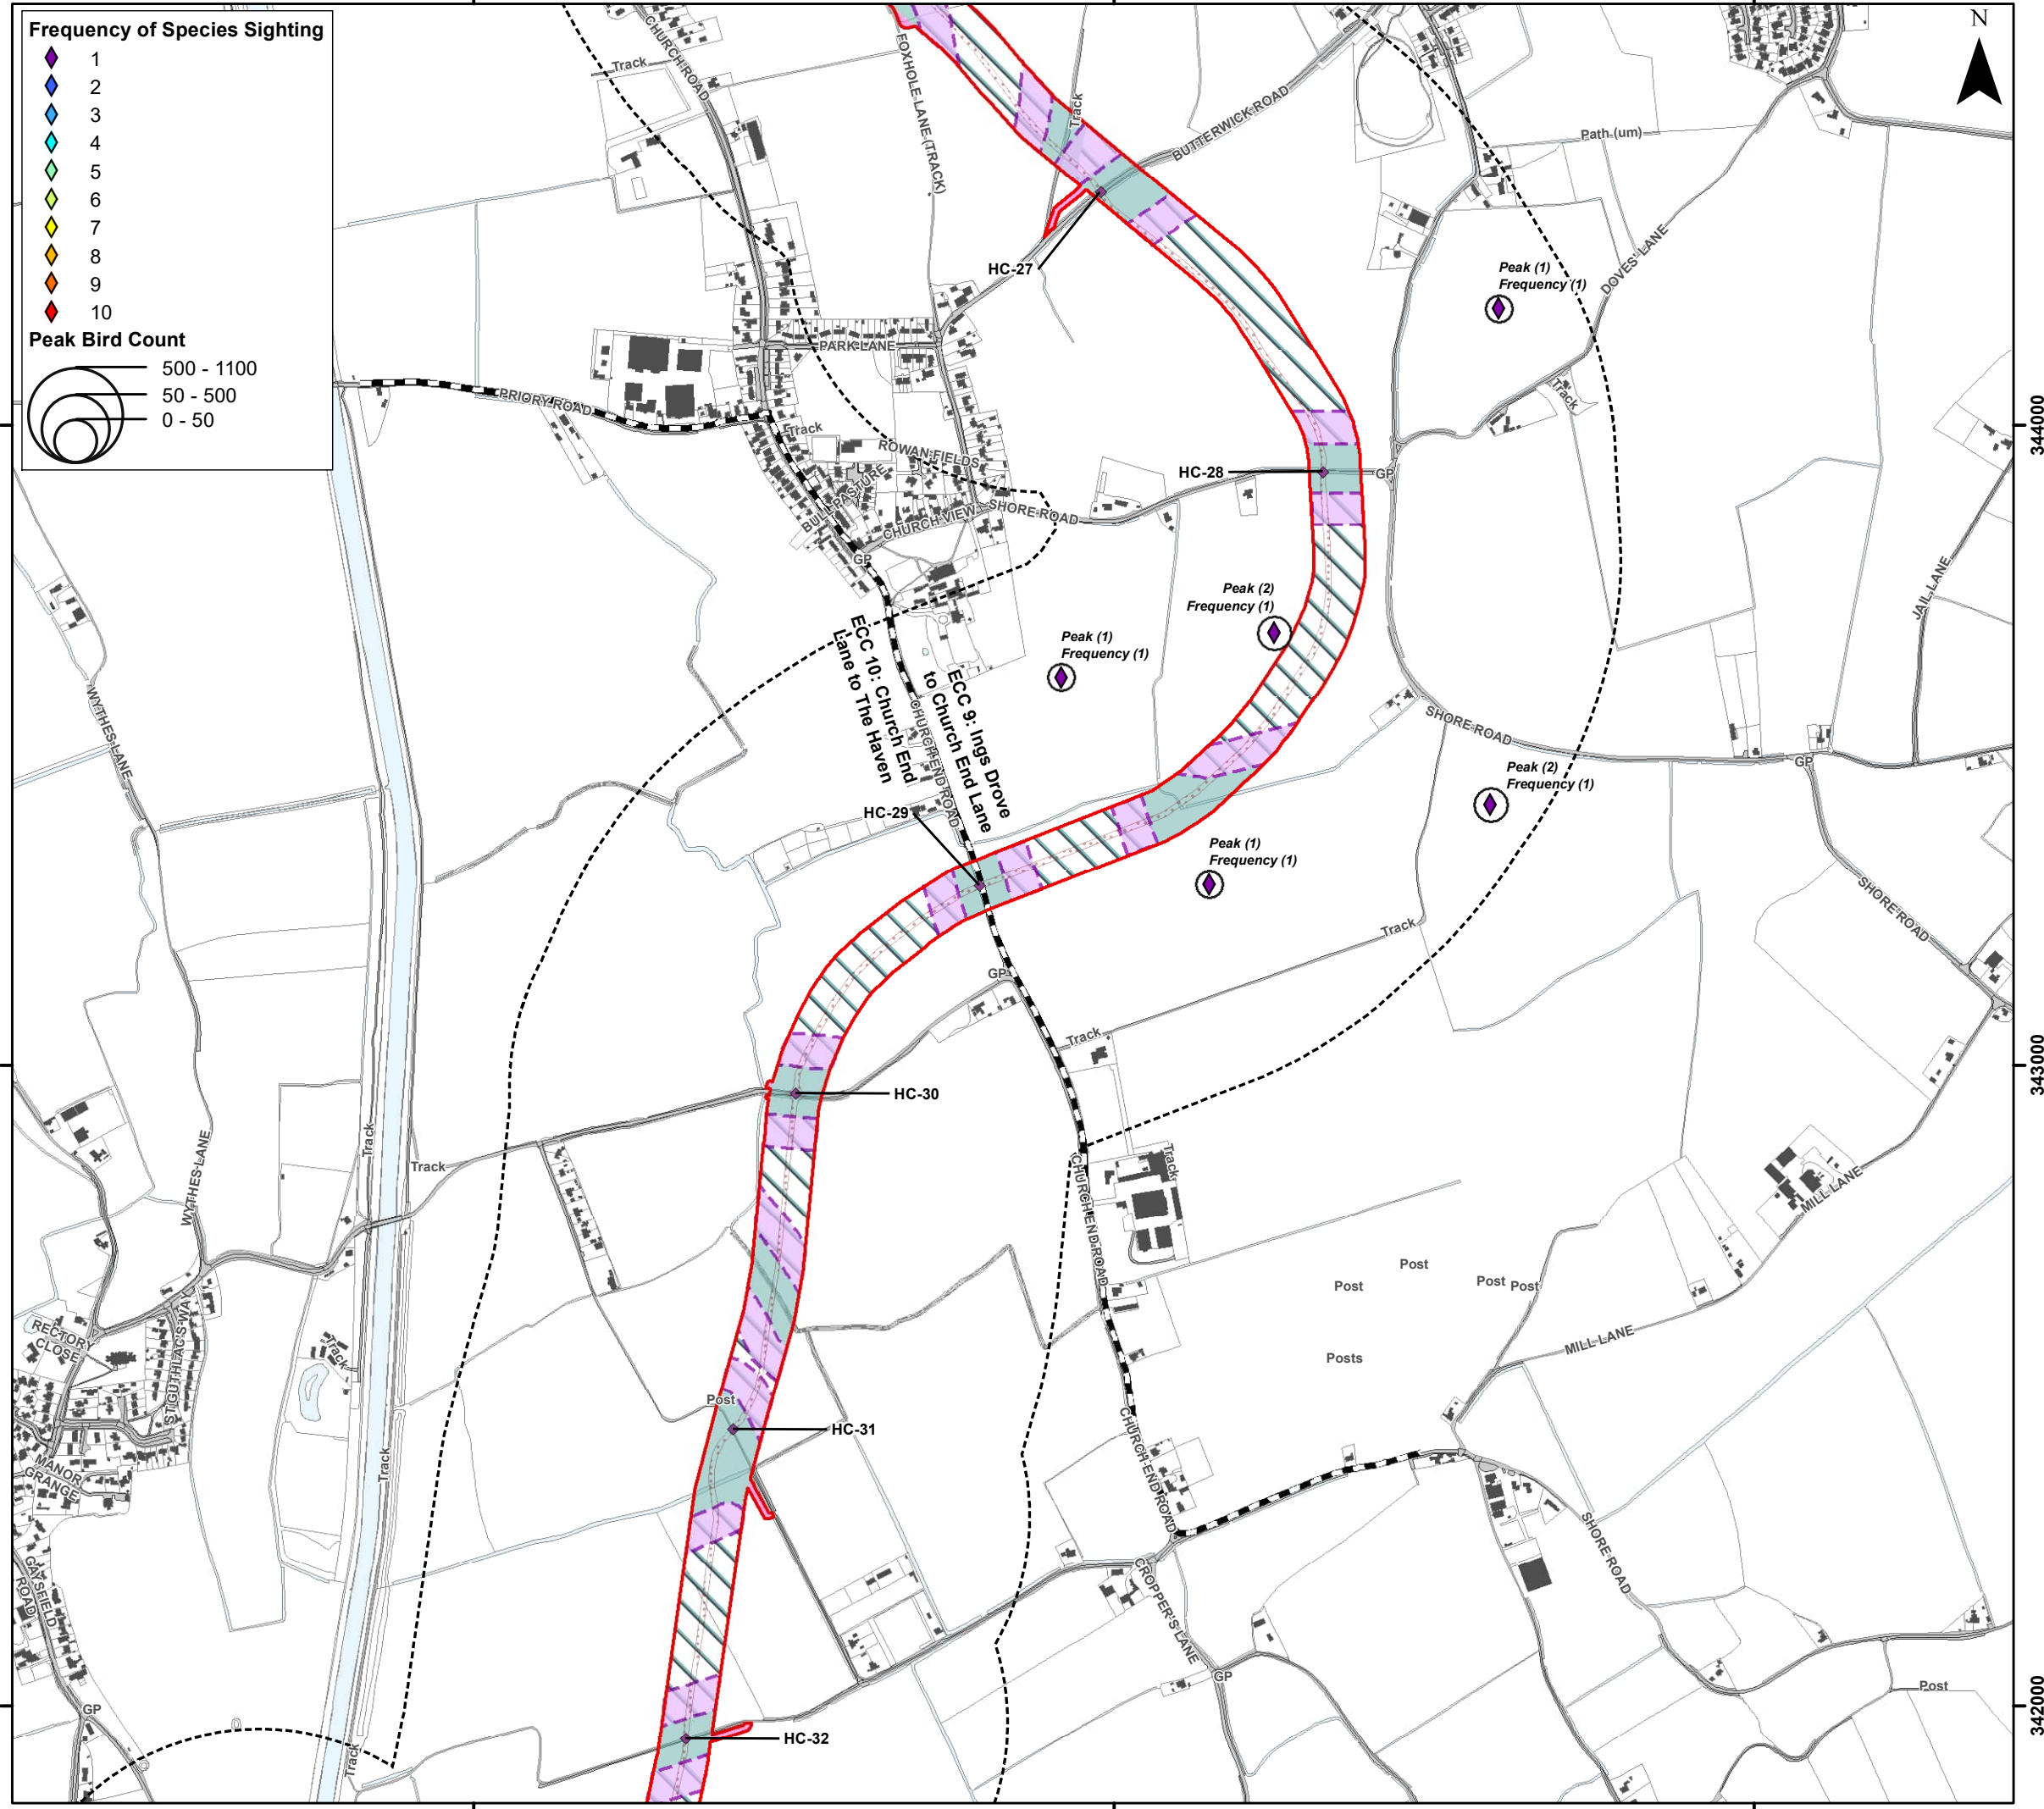 Frequency of Species Sighting
1
2
3
4
5
6
7
8
9
10
Peak Bird Count
500 - 1100
50 - 500
0 - 50
N
CHURCH ROAD
Track
FOXHOLE LANE (TRACK)
Track
BUTTERWICK ROAD
Path (um)
DOVES' LANE
HC-27
Peak (1)
Frequency (1)
PARK LANE
PRIORY ROAD
Track
Track
344000
ROWAN FIELDS
BULL PASTURE
CHURCH VIEW
SHORE ROAD
HC-28
GP
GP
JAIL LANE
Peak (2)
Frequency (1)
Peak (1)
Frequency (1)
ECC 10: Church End
Lane to The Haven
ECC 9: Ings Drove
to Church End Lane
CHURCH END ROAD
WYTHES LANE
SHORE ROAD
GP
Peak (2)
Frequency (1)
HC-29
Peak (1)
Frequency (1)
SHORE ROAD
Track
GP
Track
343000
HC-30
Track
Track
WYTHES LANE
CHURCH END ROAD
Track
MILL LANE
Post
Post
Post
Post
MILL LANE
Posts
RECTORY
CLOSE
ST GUTHLAC'S WAY
Track
Post
HC-31
MANOR
GRANGE
Track
CHURCH END ROAD
SHORE ROAD
GAYSFIELD
ROAD
CROPPER'S LANE
GP
Post
GP
342000
HC-32
Track